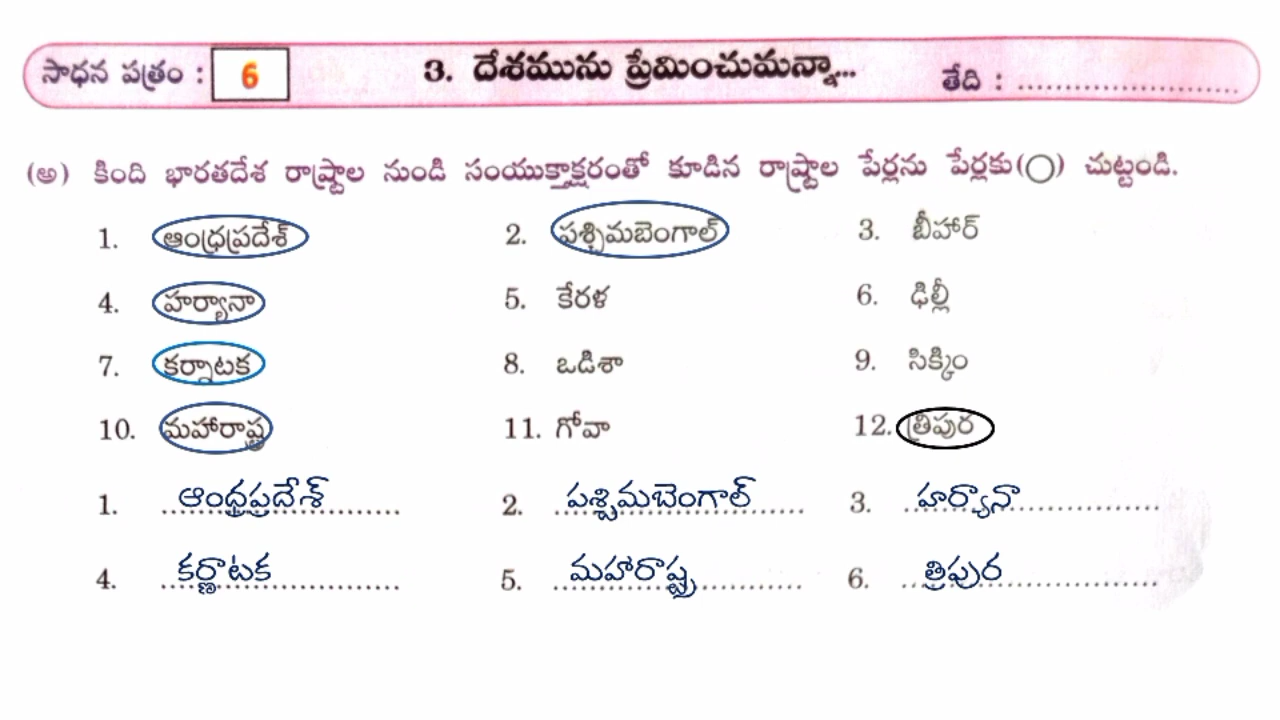 సాధన పత్రం : 6 3. దేశమును ప్రేమించుమన్నా... తేది : ..............................
(అ) కింది భారతదేశ రాష్ట్రాల నుండి సంయుక్తాక్షరంతో కూడిన రాష్ట్రాల పేర్లను పేర్లకు(○) చుట్టండి.
1. ఆంధ్రప్రదేశ్ 2. పశ్చిమబెంగాల్ 3. బీహార్
4. హర్యానా 5. కేరళ 6. ఢిల్లీ
7. కర్నాటక 8. ఒడిశా 9. సిక్కిం
10. మహారాష్ట్ర 11. గోవా 12. త్రిపుర
1. ఆంధ్రప్రదేశ్ 2. పశ్చిమబెంగాల్ 3. హర్యానా
4. కర్ణాటక 5. మహారాష్ట్ర 6. త్రిపుర